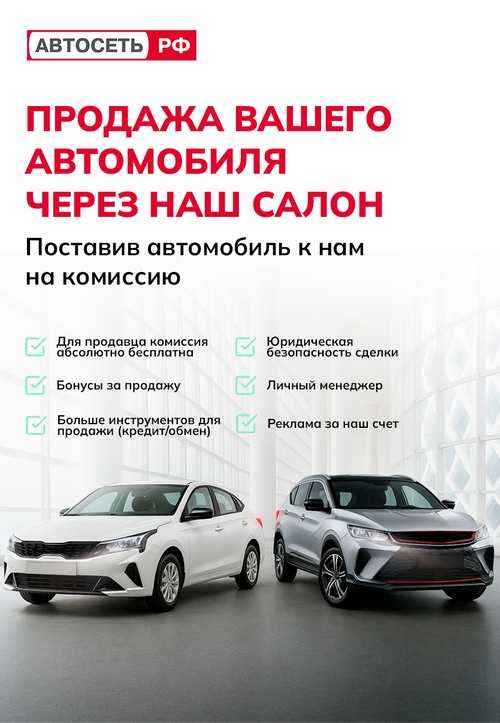 АВТОСЕТЬ РФ
ПРОДАЖА ВАШЕГО
АВТОМОБИЛЯ
ЧЕРЕЗ НАШ САЛОН
Поставив автомобиль к нам
на комиссию
Для продавца комиссия
абсолютно бесплатна
Бонусы за продажу
Больше инструментов для
продажи (кредит/обмен)
Юридическая
безопасность сделки
Личный менеджер
Реклама за наш счет